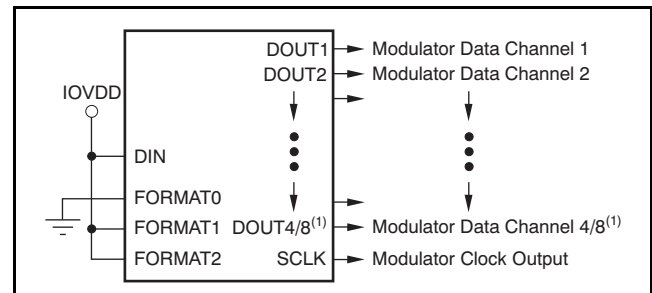 DOUT1 Modulator Data Channel 1
DOUT2 Modulator Data Channel 2
IOVDD
DIN
FORMAT0
FORMAT1 DOUT4/8(1) Modulator Data Channel 4/8(1)
FORMAT2 SCLK Modulator Clock Output